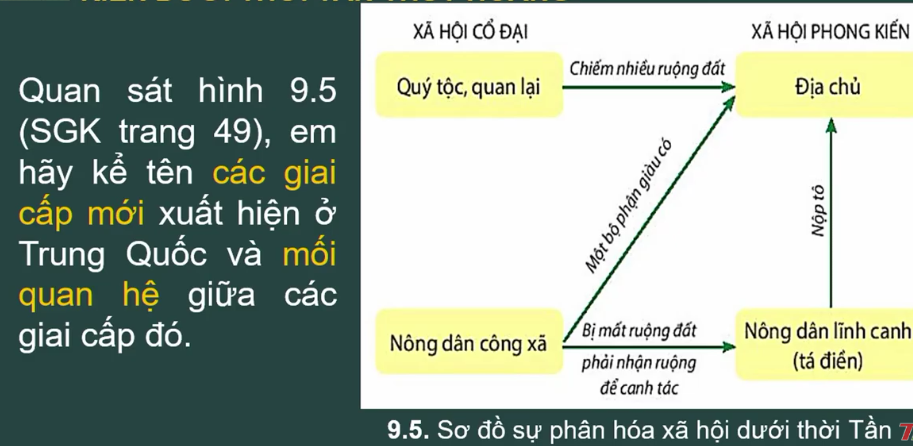 Quan sát hình 9.5
(SGK trang 49), em
hãy kể tên các giai
cấp mới xuất hiện ở
Trung Quốc và mối
quan hệ giữa các
giai cấp đó.
XÃ HỘI CỔ ĐẠI
XÃ HỘI PHONG KIẾN
Quý tộc, quan lại
Chiếm nhiều ruộng đất
Địa chủ
Một bộ phận giàu có
Nộp tô
Nông dân công xã
Bị mất ruộng đất
phải nhận ruộng
để canh tác
Nông dân lĩnh canh
(tá điền)
9.5. Sơ đồ sự phân hóa xã hội dưới thời Tần
7